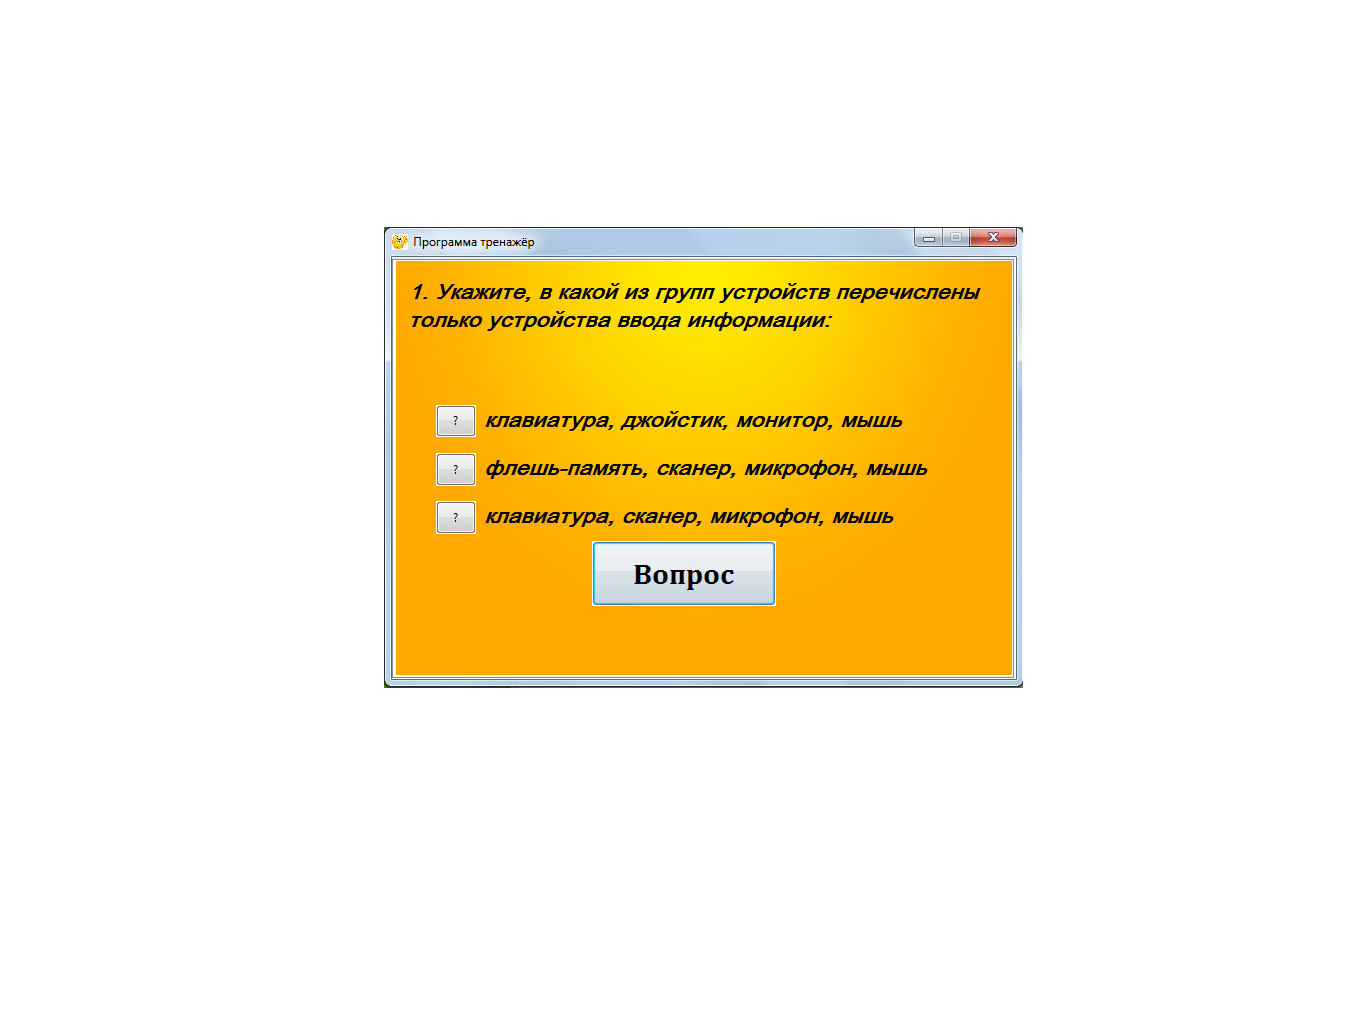 Программа тренажёр
1. Укажите, в какой из групп устройств перечислены
только устройства ввода информации:
? клавиатура, джойстик, монитор, мышь
? флешь-память, сканер, микрофон, мышь
? клавиатура, сканер, микрофон, мышь
Вопрос